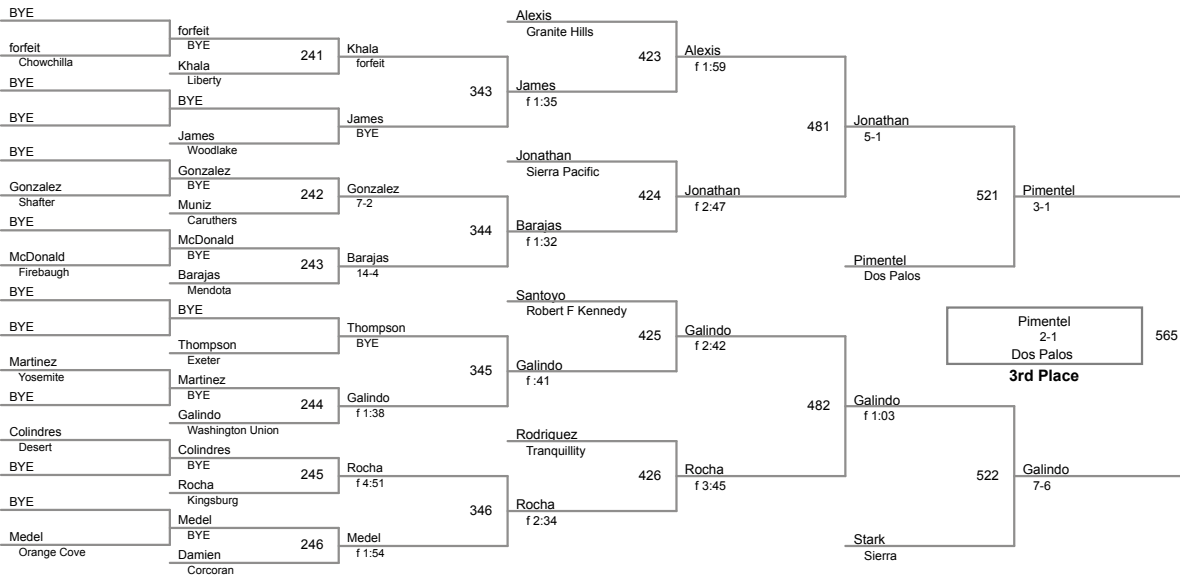 BYE
forfeit
Chowchilla
BYE
BYE
BYE
Gonzalez
Shafter
BYE
McDonald
Firebaugh
BYE
BYE
Martinez
Yosemite
BYE
Colindres
Desert
BYE
BYE
Medel
Orange Cove
forfeit
BYE
241
Khala
Liberty
BYE
James
Woodlake
Gonzalez
BYE
242
Muniz
Caruthers
McDonald
BYE
243
Barajas
Mendota
BYE
Thompson
Exeter
Martinez
BYE
244
Galindo
Washington Union
Colindres
BYE
245
Rocha
Kingsburg
Medel
BYE
246
Damien
Corcoran
Khala
forfeit
343
James
BYE
Gonzalez
7-2
344
Barajas
14-4
Thompson
BYE
345
Galindo
f 1:38
Rocha
f 4:51
346
Medel
f 1:54
Alexis
Granite Hills
423
James
f 1:35
Jonathan
Sierra Pacific
424
Barajas
f 1:32
Santoyo
Robert F Kennedy
425
Galindo
f :41
Rodriguez
Tranquillity
426
Rocha
f 2:34
Alexis
f 1:59
481
Jonathan
f 2:47
Galindo
f 2:42
482
Rocha
f 3:45
Jonathan
5-1
521
Pimentel
Dos Palos
Galindo
f 1:03
522
Stark
Sierra
Pimentel
3-1
Pimentel
2-1
Dos Palos
565
3rd Place
Galindo
7-6